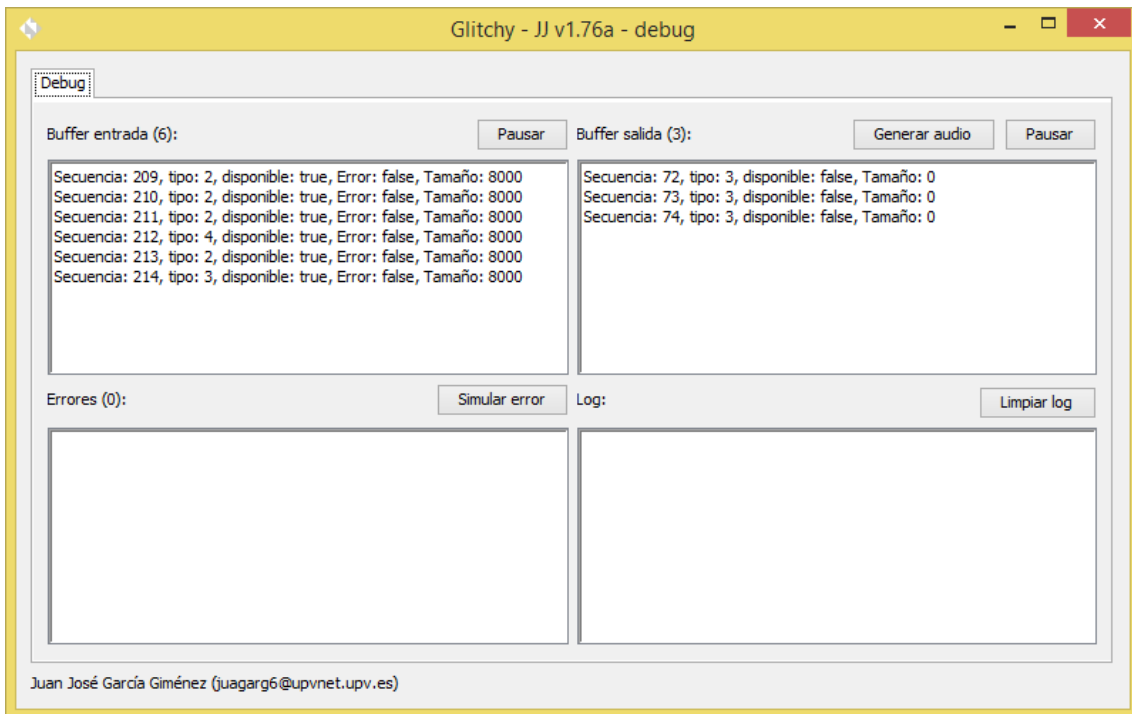 Glitchy - JJ v1.76a - debug
Debug
Buffer entrada (6):
Pausar
Secuencia: 209, tipo: 2, disponible: true, Error: false, Tamaño: 8000
Secuencia: 210, tipo: 2, disponible: true, Error: false, Tamaño: 8000
Secuencia: 211, tipo: 2, disponible: true, Error: false, Tamaño: 8000
Secuencia: 212, tipo: 4, disponible: true, Error: false, Tamaño: 8000
Secuencia: 213, tipo: 2, disponible: true, Error: false, Tamaño: 8000
Secuencia: 214, tipo: 3, disponible: true, Error: false, Tamaño: 8000
Buffer salida (3):
Generar audio
Pausar
Secuencia: 72, tipo: 3, disponible: false, Tamaño: 0
Secuencia: 73, tipo: 3, disponible: false, Tamaño: 0
Secuencia: 74, tipo: 3, disponible: false, Tamaño: 0
Errores (0):
Simular error
Log:
Limpiar log
Juan José García Giménez (juagarg6@upvnet.upv.es)